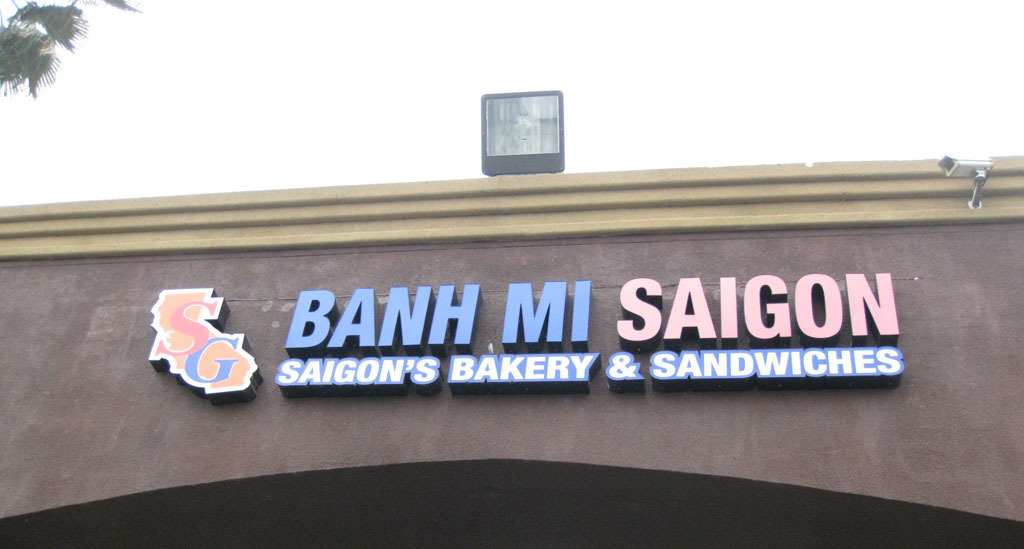 SG
BANH MI SAIGON
SAIGON'S BAKERY & SANDWICHES